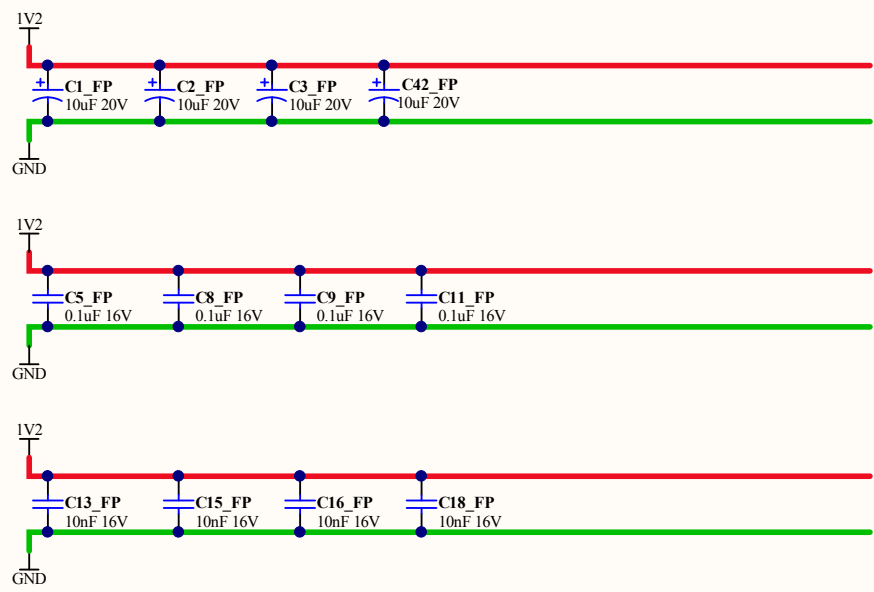 1V2
+ C1_FP + C2_FP + C3_FP + C42_FP
10uF 20V 10uF 20V 10uF 20V 10uF 20V
GND
1V2
C5_FP C8_FP C9_FP C11_FP
0.1uF 16V 0.1uF 16V 0.1uF 16V 0.1uF 16V
GND
1V2
C13_FP C15_FP C16_FP C18_FP
10nF 16V 10nF 16V 10nF 16V 10nF 16V
GND